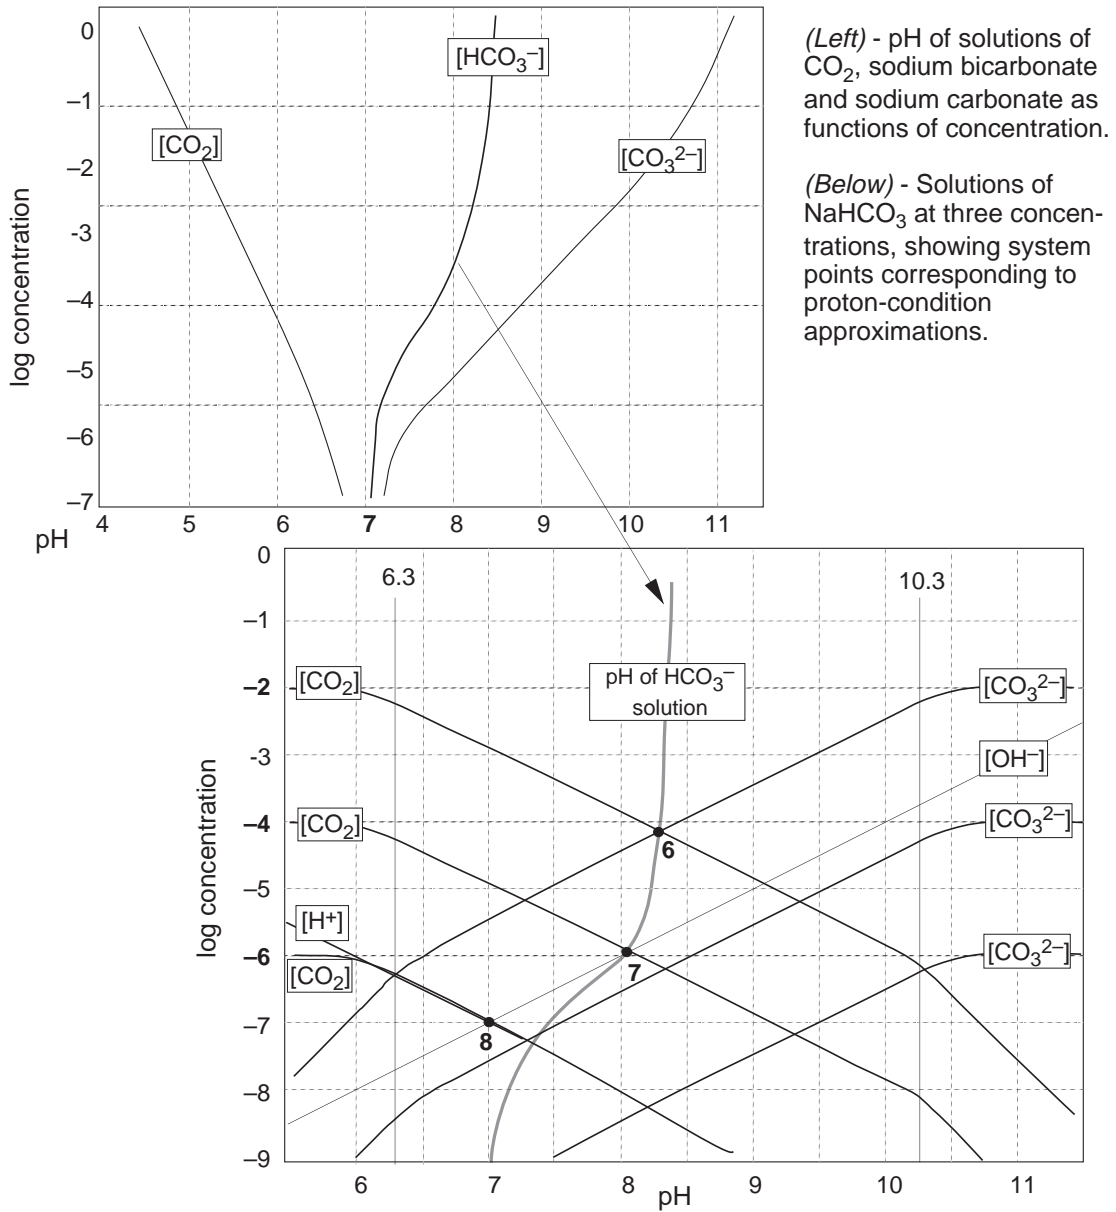 (Left) - pH of solutions of
CO2, sodium bicarbonate
and sodium carbonate as
functions of concentration.
(Below) - Solutions of
NaHCO3 at three concen-
trations, showing system
points corresponding to
proton-condition
approximations.
log concentration
0
–1
–2
-3
–4
–5
–6
–7
[CO2]
[HCO3–]
[CO32–]
4 5 6 7 8 9 10 11
pH
log concentration
0
–1
–2
-3
–4
–5
–6
–7
–8
–9
6.3
10.3
[CO2]
pH of HCO3–
solution
[CO32–]
[OH–]
[CO2]
[CO32–]
[H+]
[CO2]
[CO32–]
6
7
8
6 7 8 9 10 11
pH